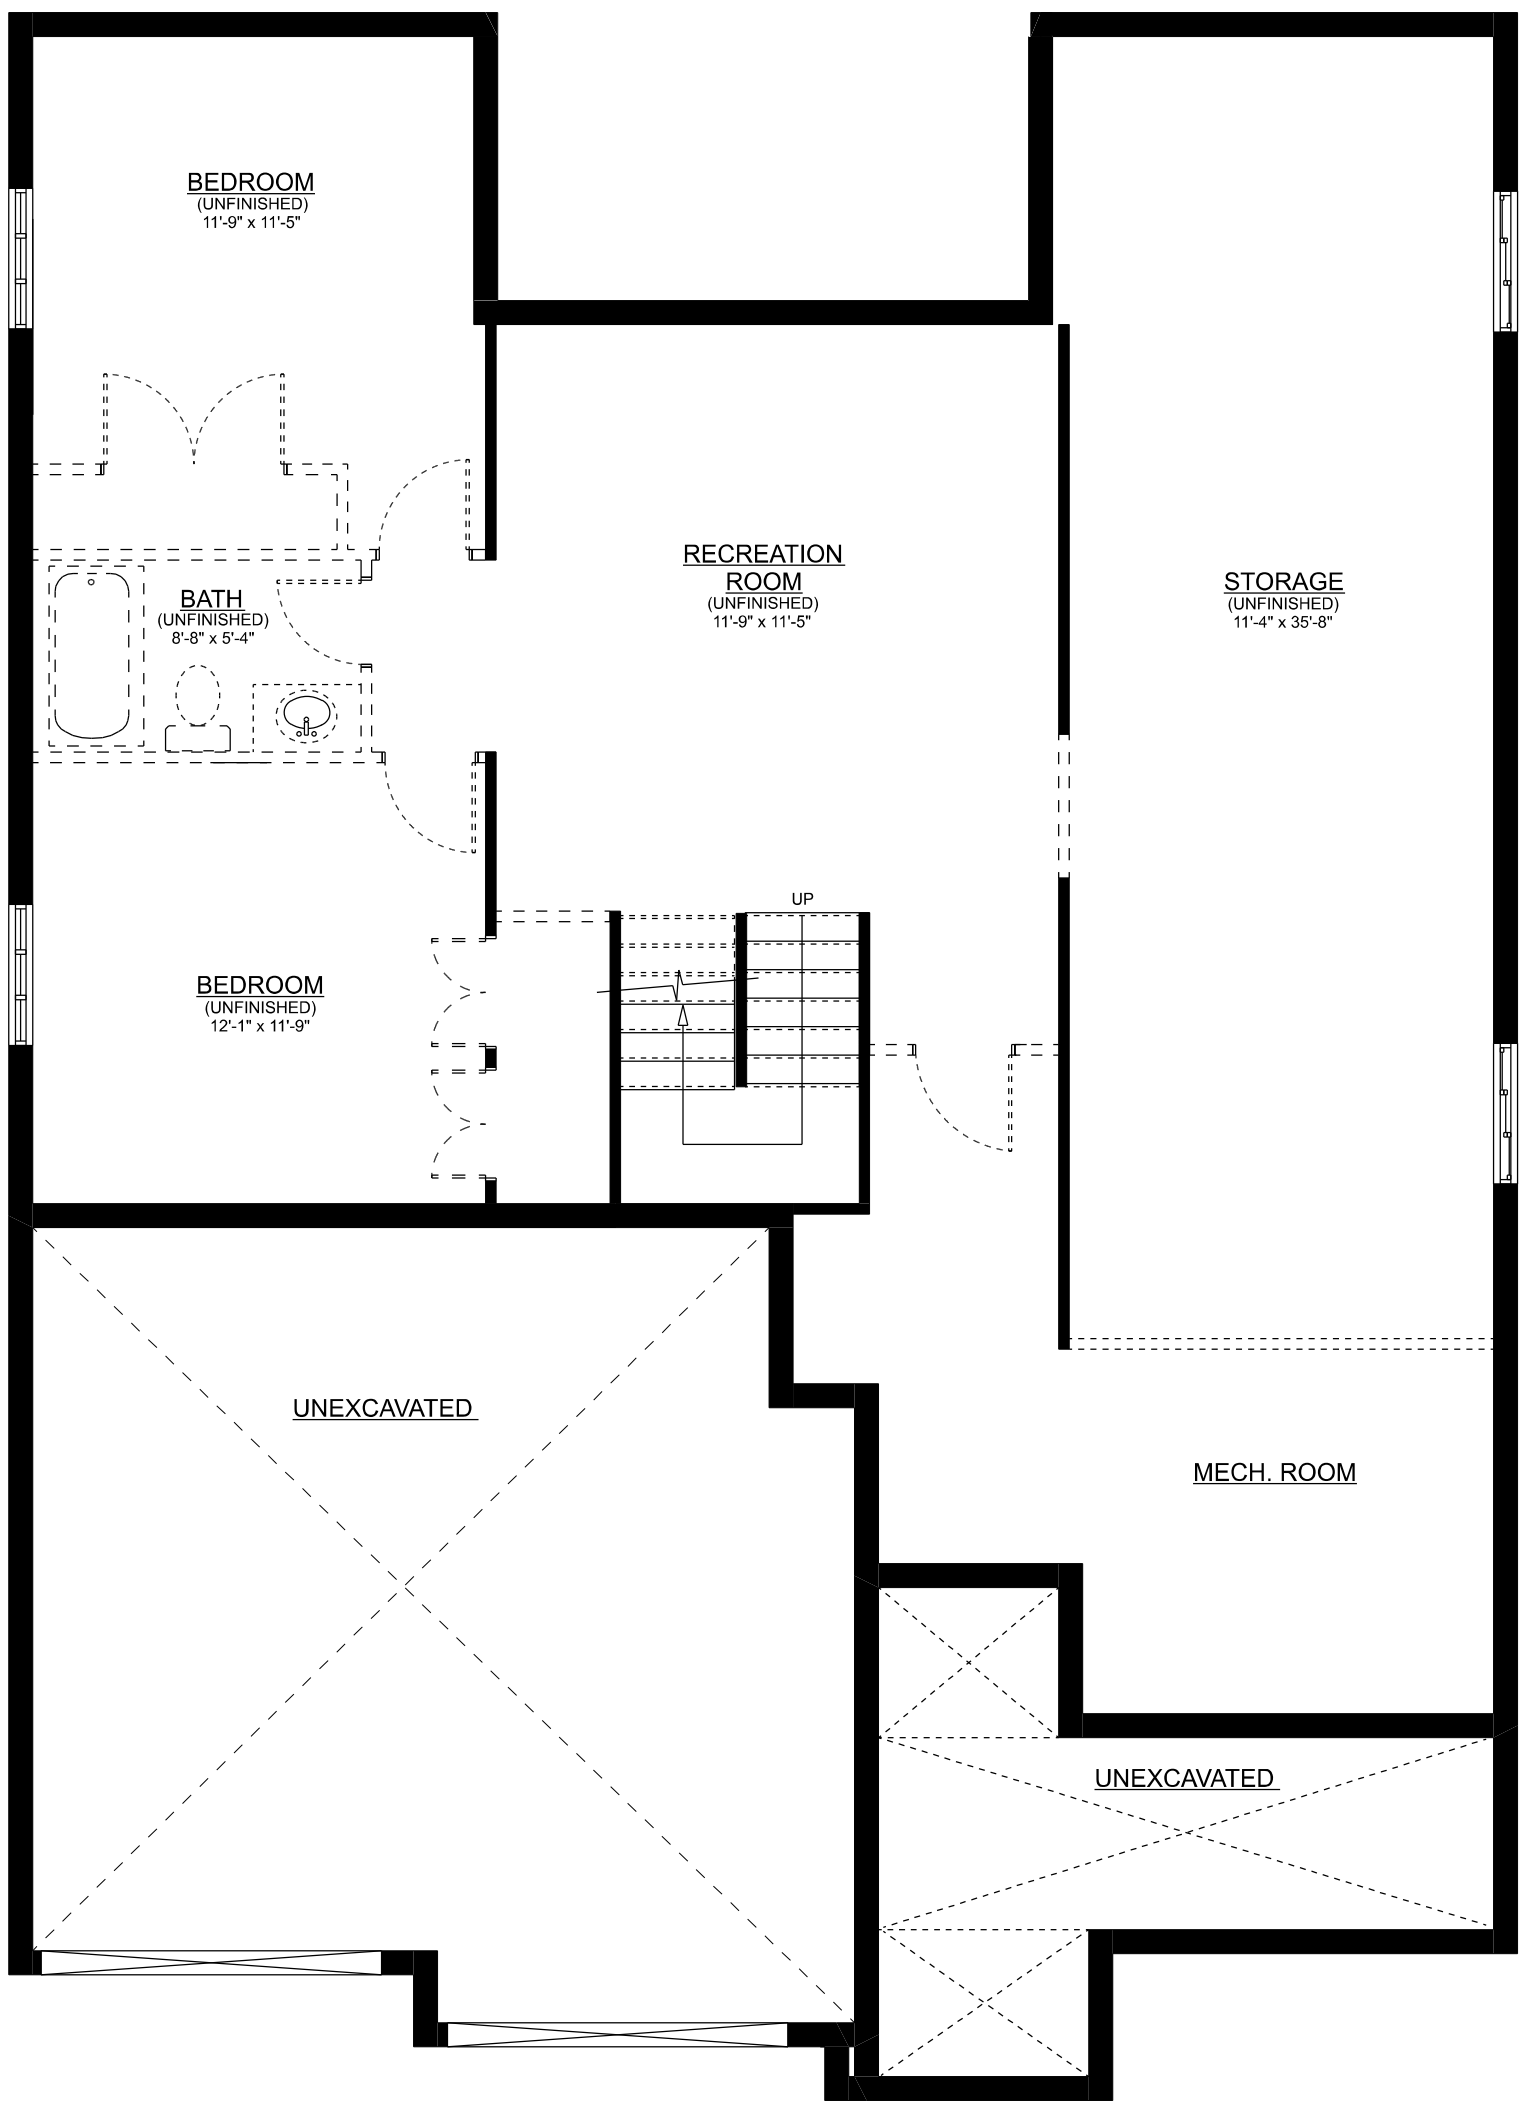 BEDROOM
(UNFINISHED)
11'-9" x 11'-5"
RECREATION
ROOM
(UNFINISHED)
11'-9" x 11'-5"
STORAGE
(UNFINISHED)
11'-4" x 35'-8"
BATH
(UNFINISHED)
8'-8" x 5'-4"
UP
BEDROOM
(UNFINISHED)
12'-1" x 11'-9"
UNEXCAVATED
MECH. ROOM
UNEXCAVATED